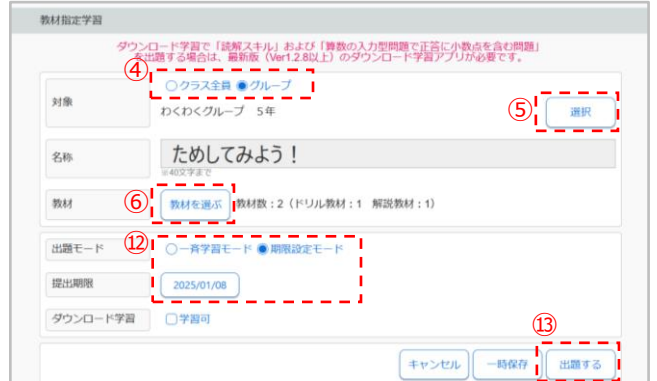 教材指定学習
ダウンロード学習で「読解スキル」および「算数の入力型問題で正答に小数点を含む問題」
を出題する場合は、最新版（Ver1.2.8以上）のダウンロード学習アプリが必要です。
④
○クラス全員 ◉グループ
対象
わくわくグループ 5年
⑤
選択
名称
ためしてみよう！
※40文字まで
教材
⑥
教材を選ぶ 教材数：2（ドリル教材：1 解説教材：1）
出題モード
⑫
○一斉学習モード ◉期限設定モード
提出期限
2025/01/08
ダウンロード学習
□学習可
⑬
キャンセル 一時保存 出題する